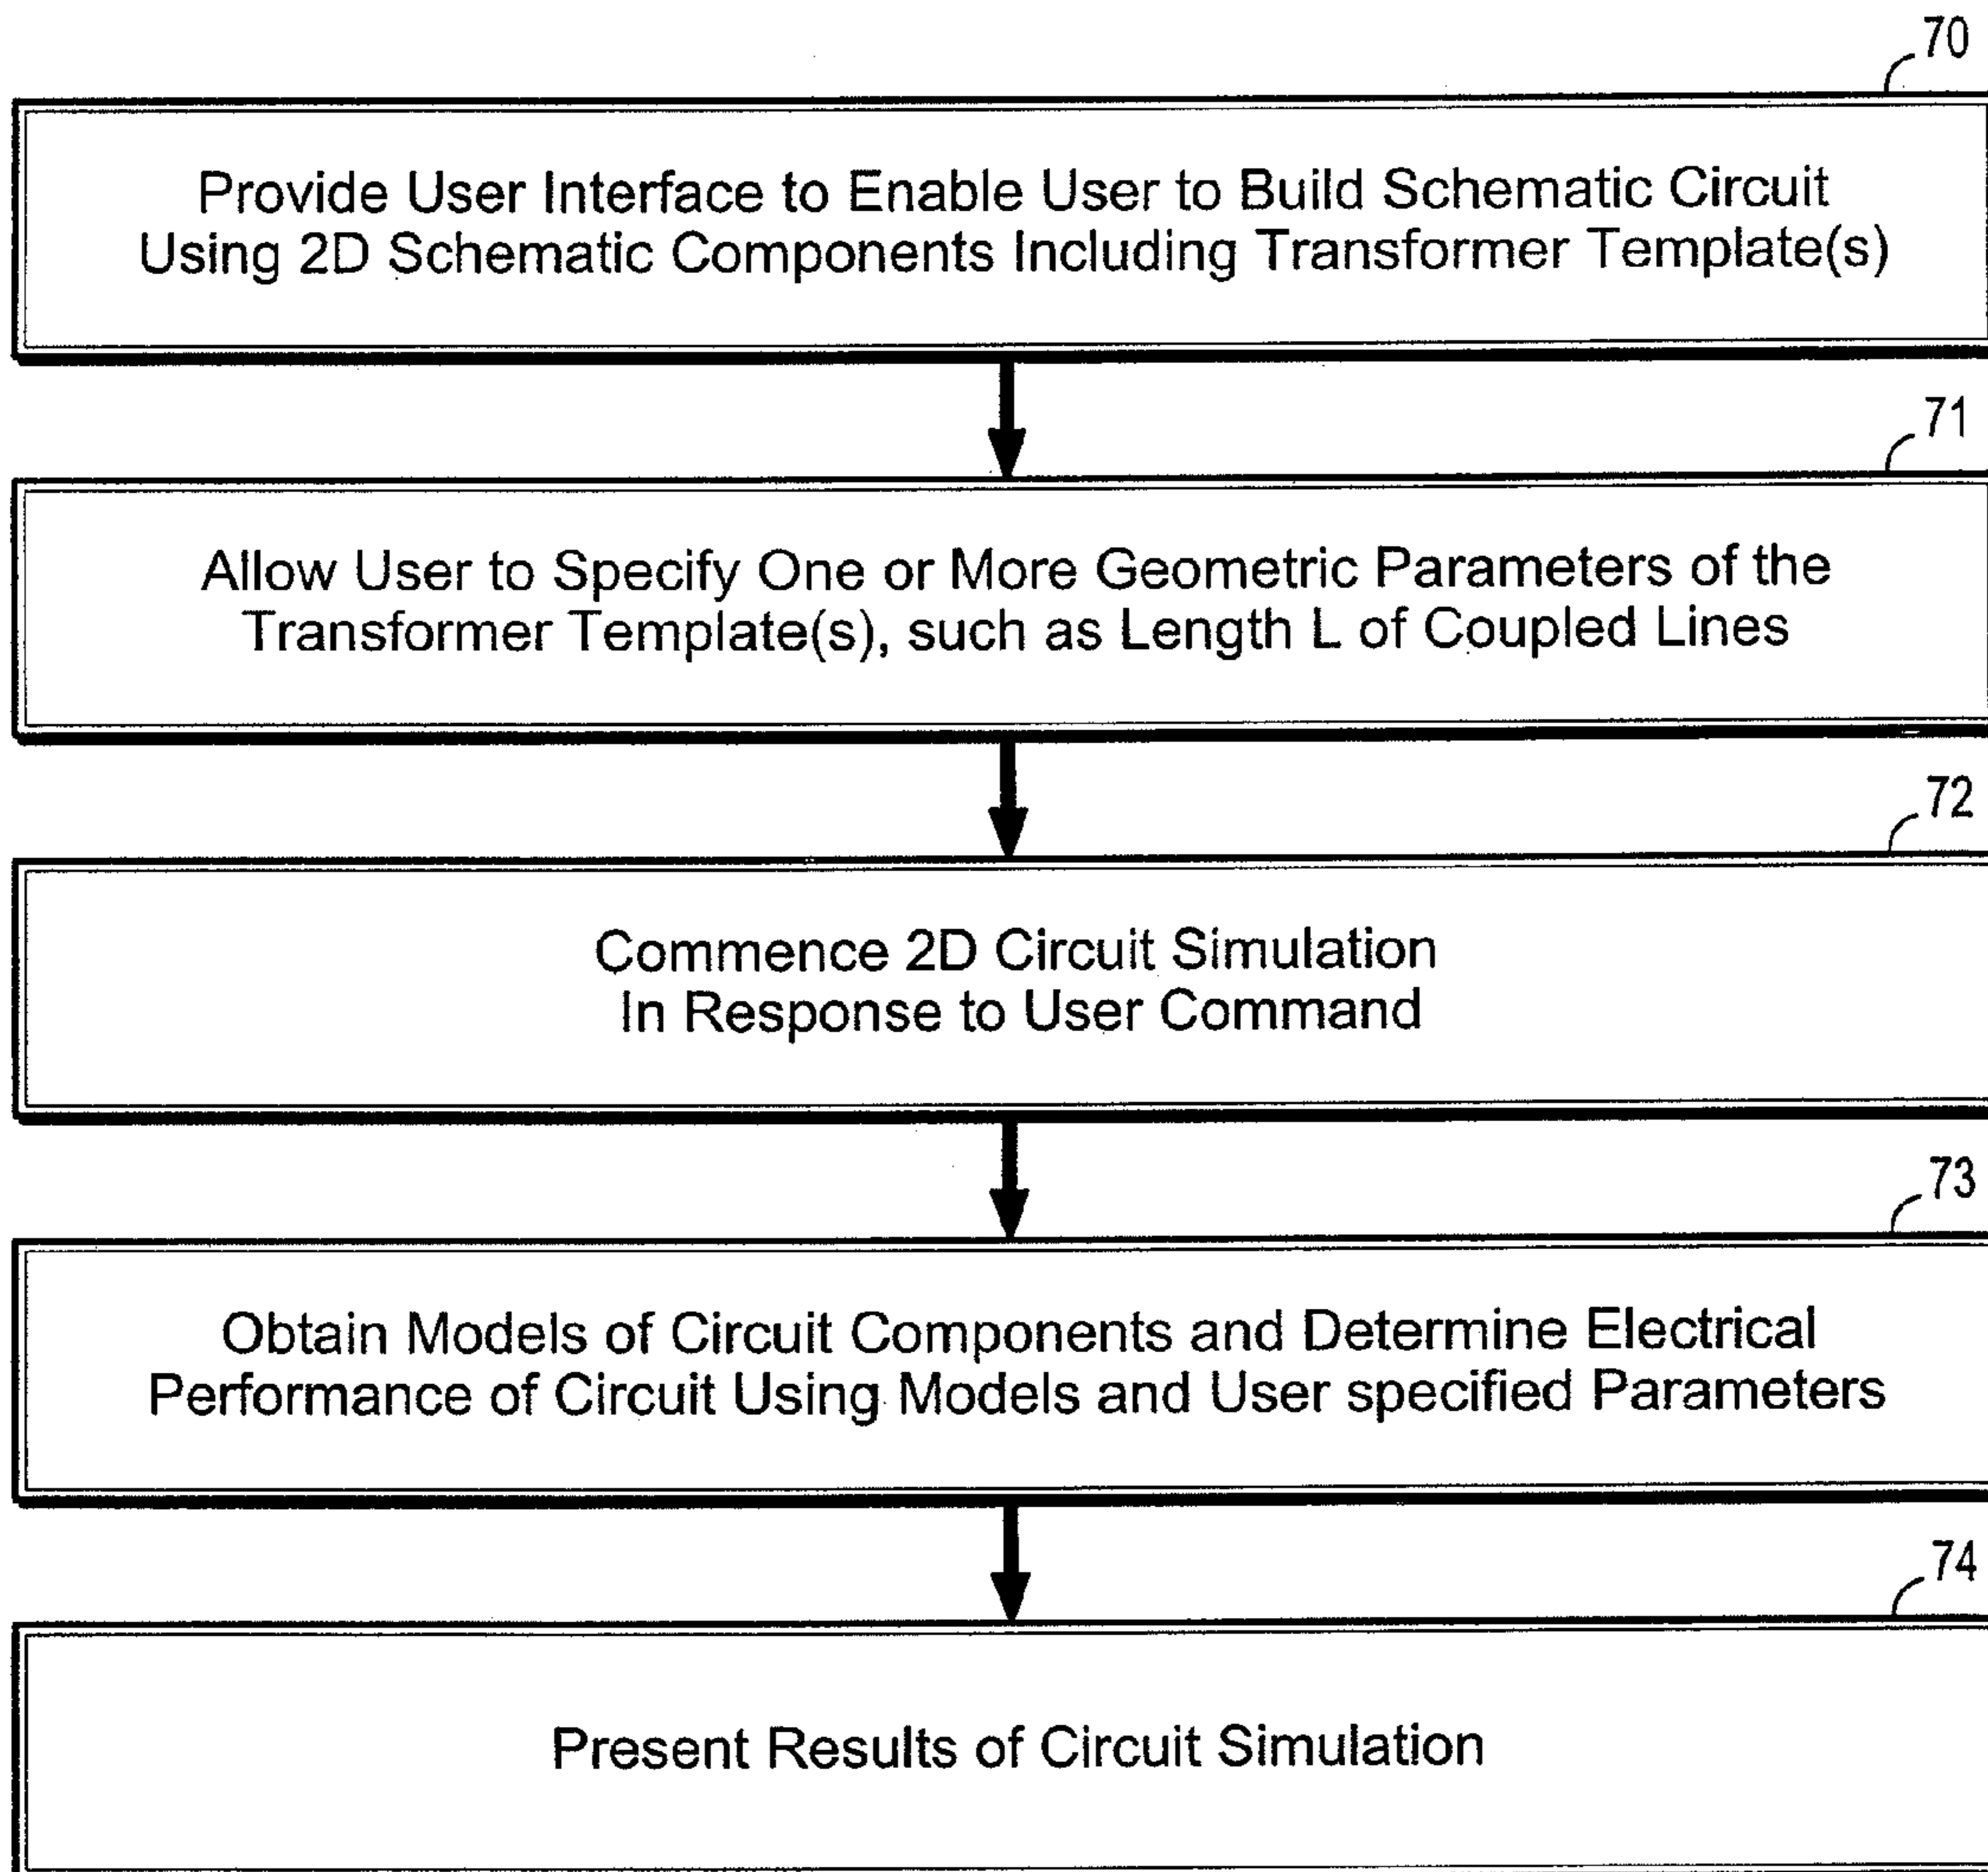 70
Provide User Interface to Enable User to Build Schematic Circuit
Using 2D Schematic Components Including Transformer Template(s)
71
Allow User to Specify One or More Geometric Parameters of the
Transformer Template(s), such as Length L of Coupled Lines
72
Commence 2D Circuit Simulation
In Response to User Command
73
Obtain Models of Circuit Components and Determine Electrical
Performance of Circuit Using Models and User specified Parameters
74
Present Results of Circuit Simulation